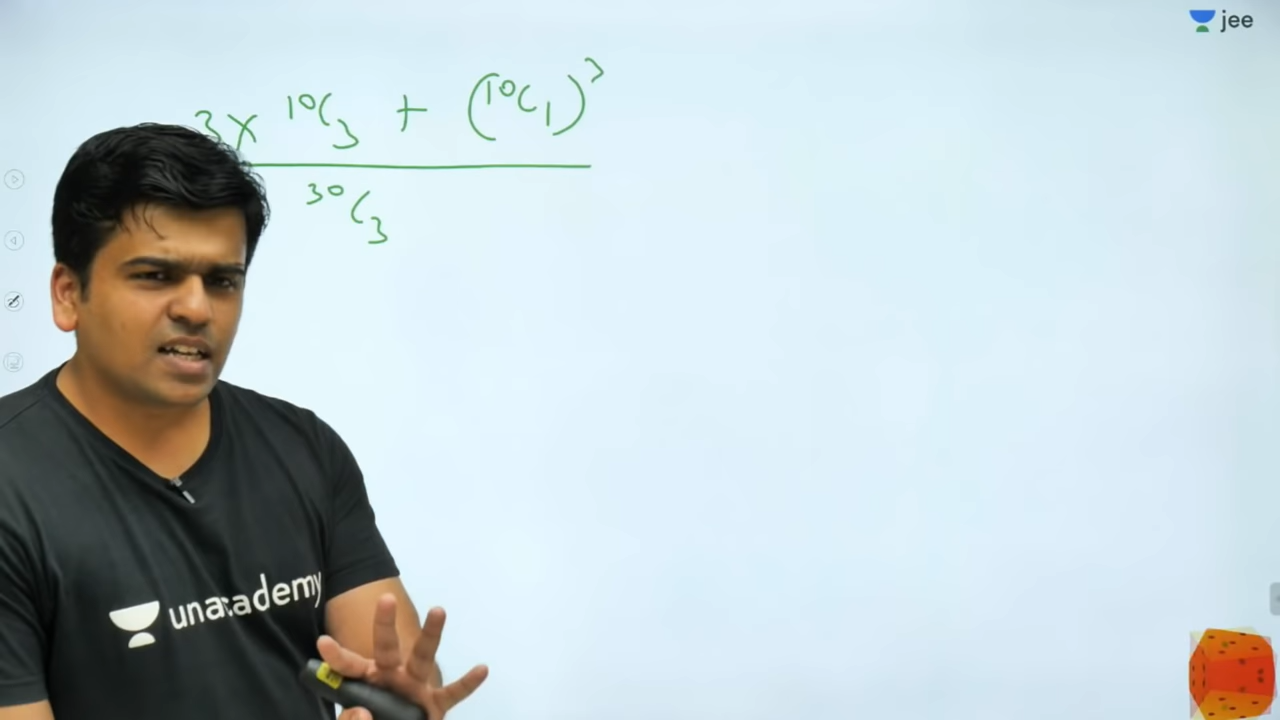 jee
3 × ¹⁰C₃ + (¹⁰C₁)³
³⁰C₃
unacademy